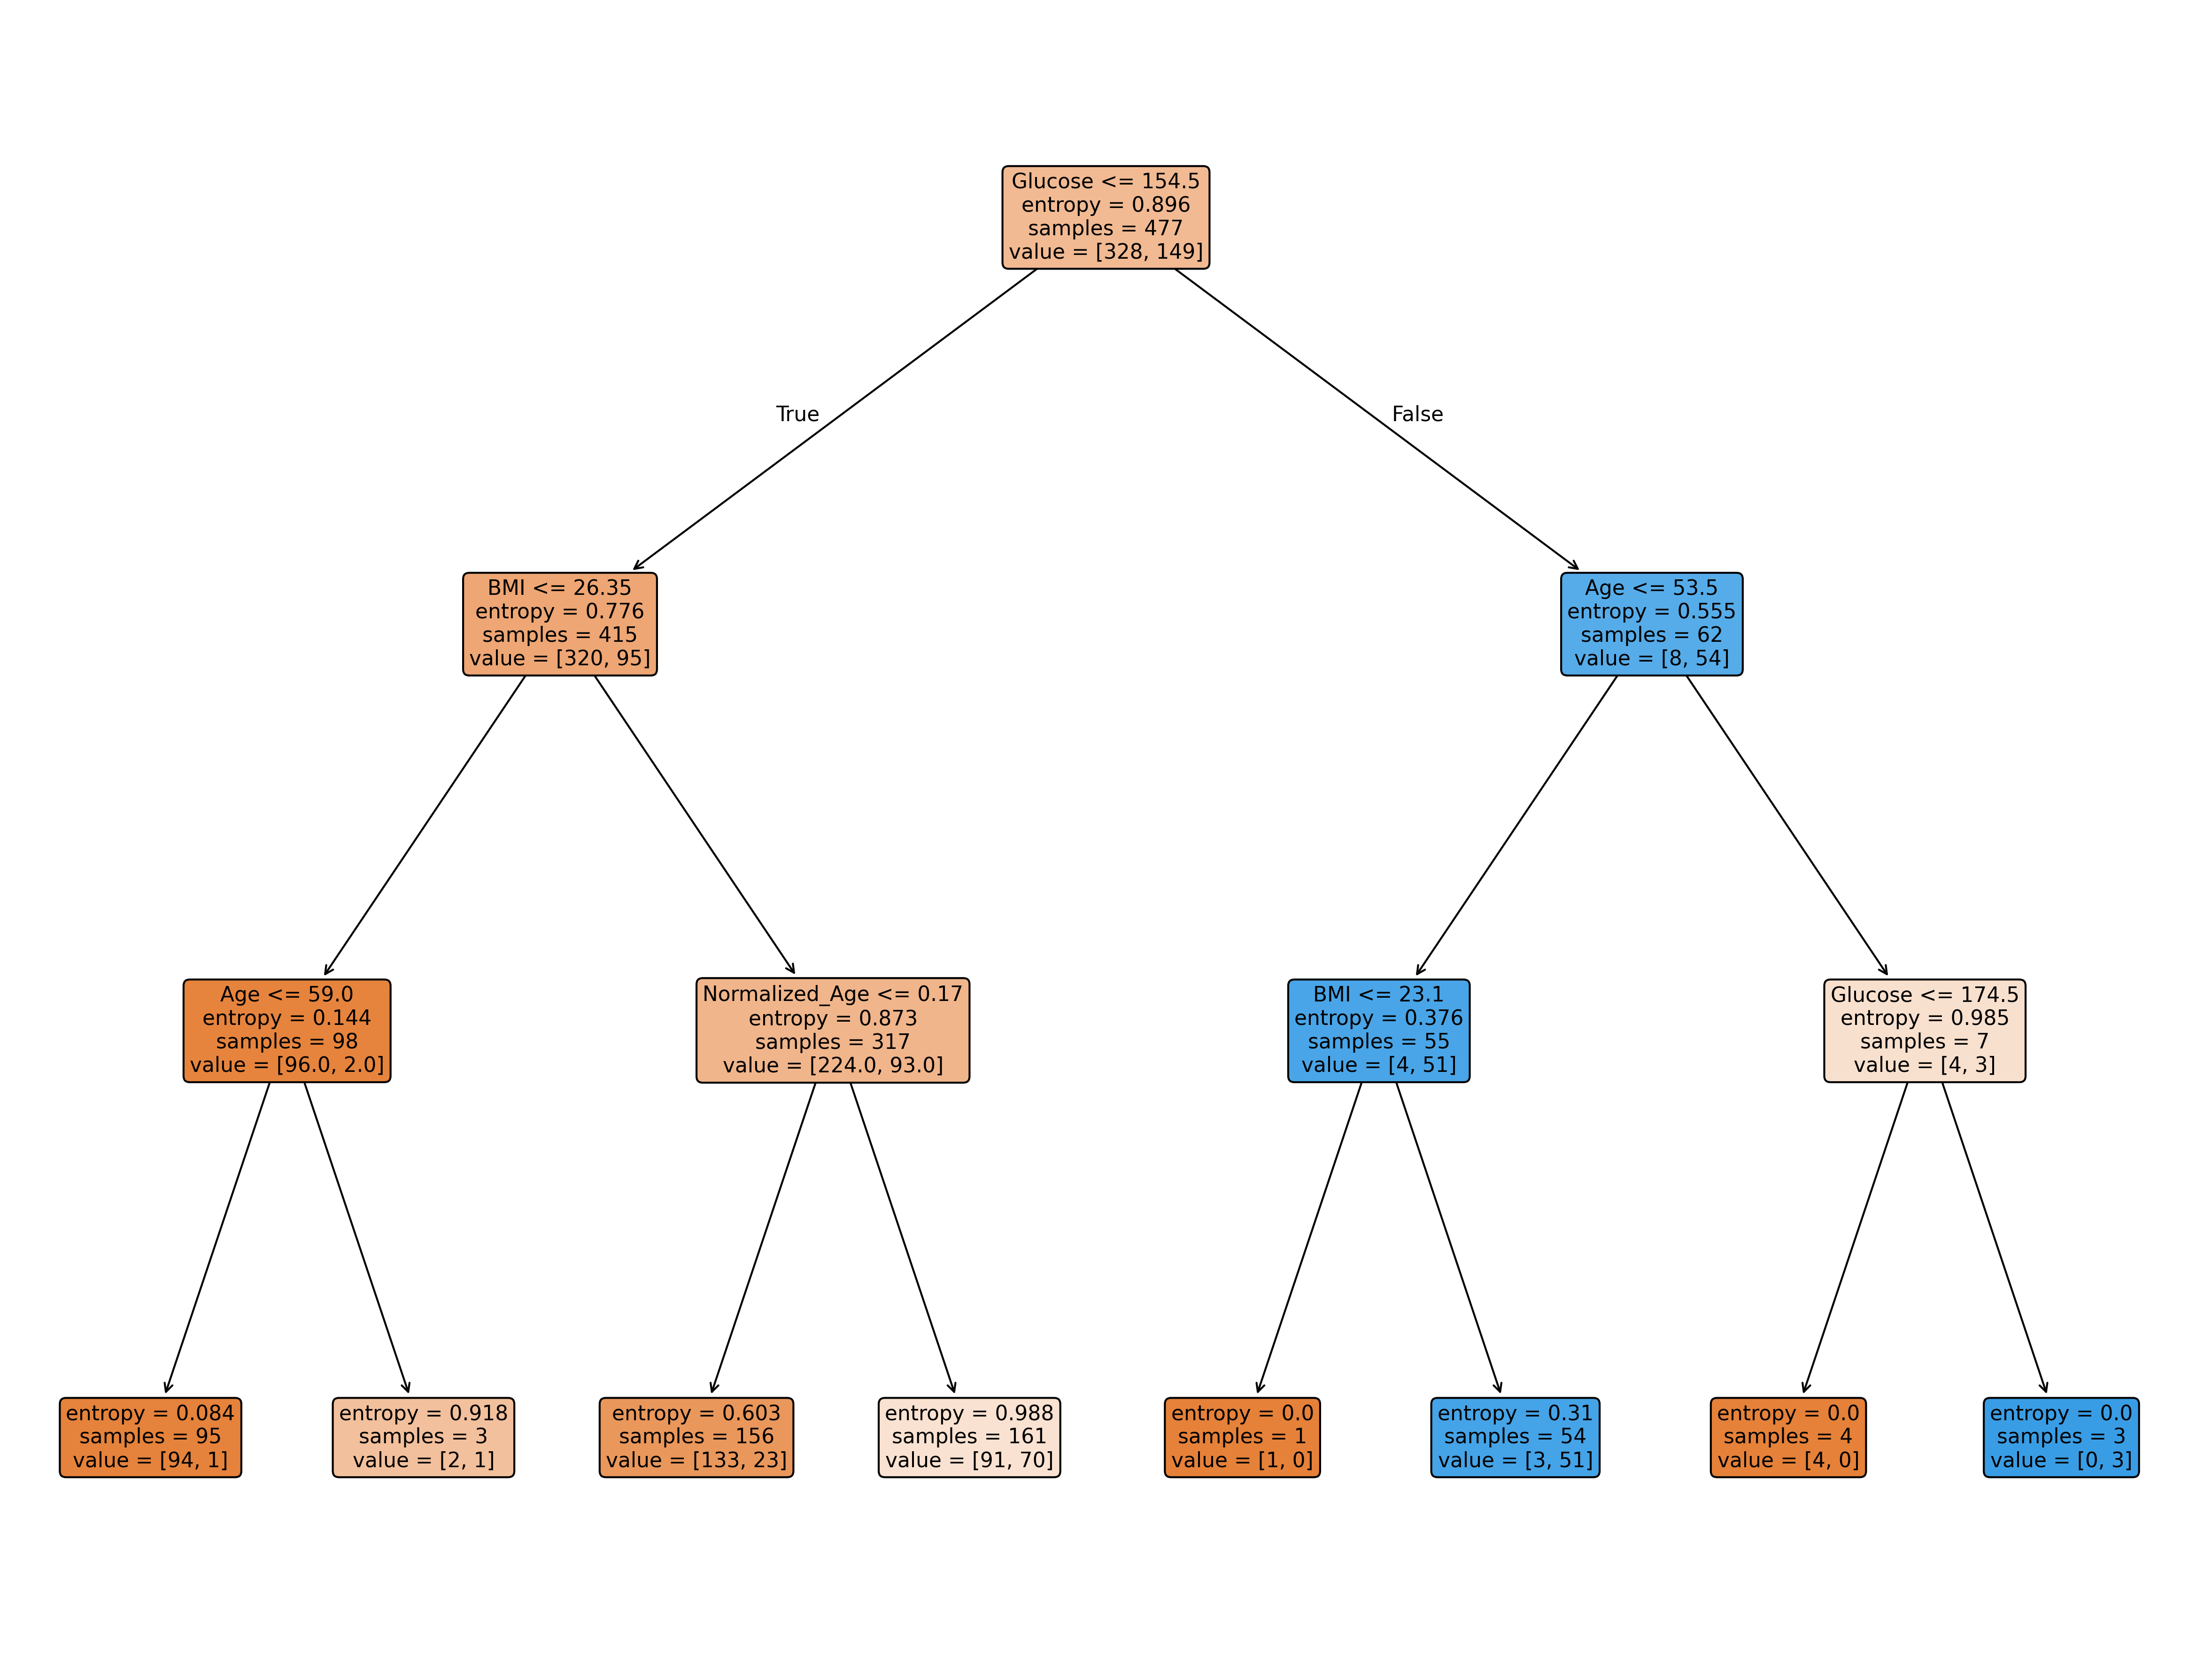 Glucose <= 154.5
entropy = 0.896
samples = 477
value = [328, 149]
True
False
BMI <= 26.35
entropy = 0.776
samples = 415
value = [320, 95]
Age <= 53.5
entropy = 0.555
samples = 62
value = [8, 54]
Age <= 59.0
entropy = 0.144
samples = 98
value = [96.0, 2.0]
Normalized_Age <= 0.17
entropy = 0.873
samples = 317
value = [224.0, 93.0]
BMI <= 23.1
entropy = 0.376
samples = 55
value = [4, 51]
Glucose <= 174.5
entropy = 0.985
samples = 7
value = [4, 3]
entropy = 0.084
samples = 95
value = [94, 1]
entropy = 0.918
samples = 3
value = [2, 1]
entropy = 0.603
samples = 156
value = [133, 23]
entropy = 0.988
samples = 161
value = [91, 70]
entropy = 0.0
samples = 1
value = [1, 0]
entropy = 0.31
samples = 54
value = [3, 51]
entropy = 0.0
samples = 4
value = [4, 0]
entropy = 0.0
samples = 3
value = [0, 3]